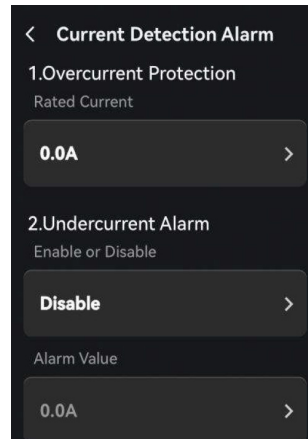 Current Detection Alarm
1.Overcurrent Protection
Rated Current
0.0A
2.Undercurrent Alarm
Enable or Disable
Disable
Alarm Value
0.0A